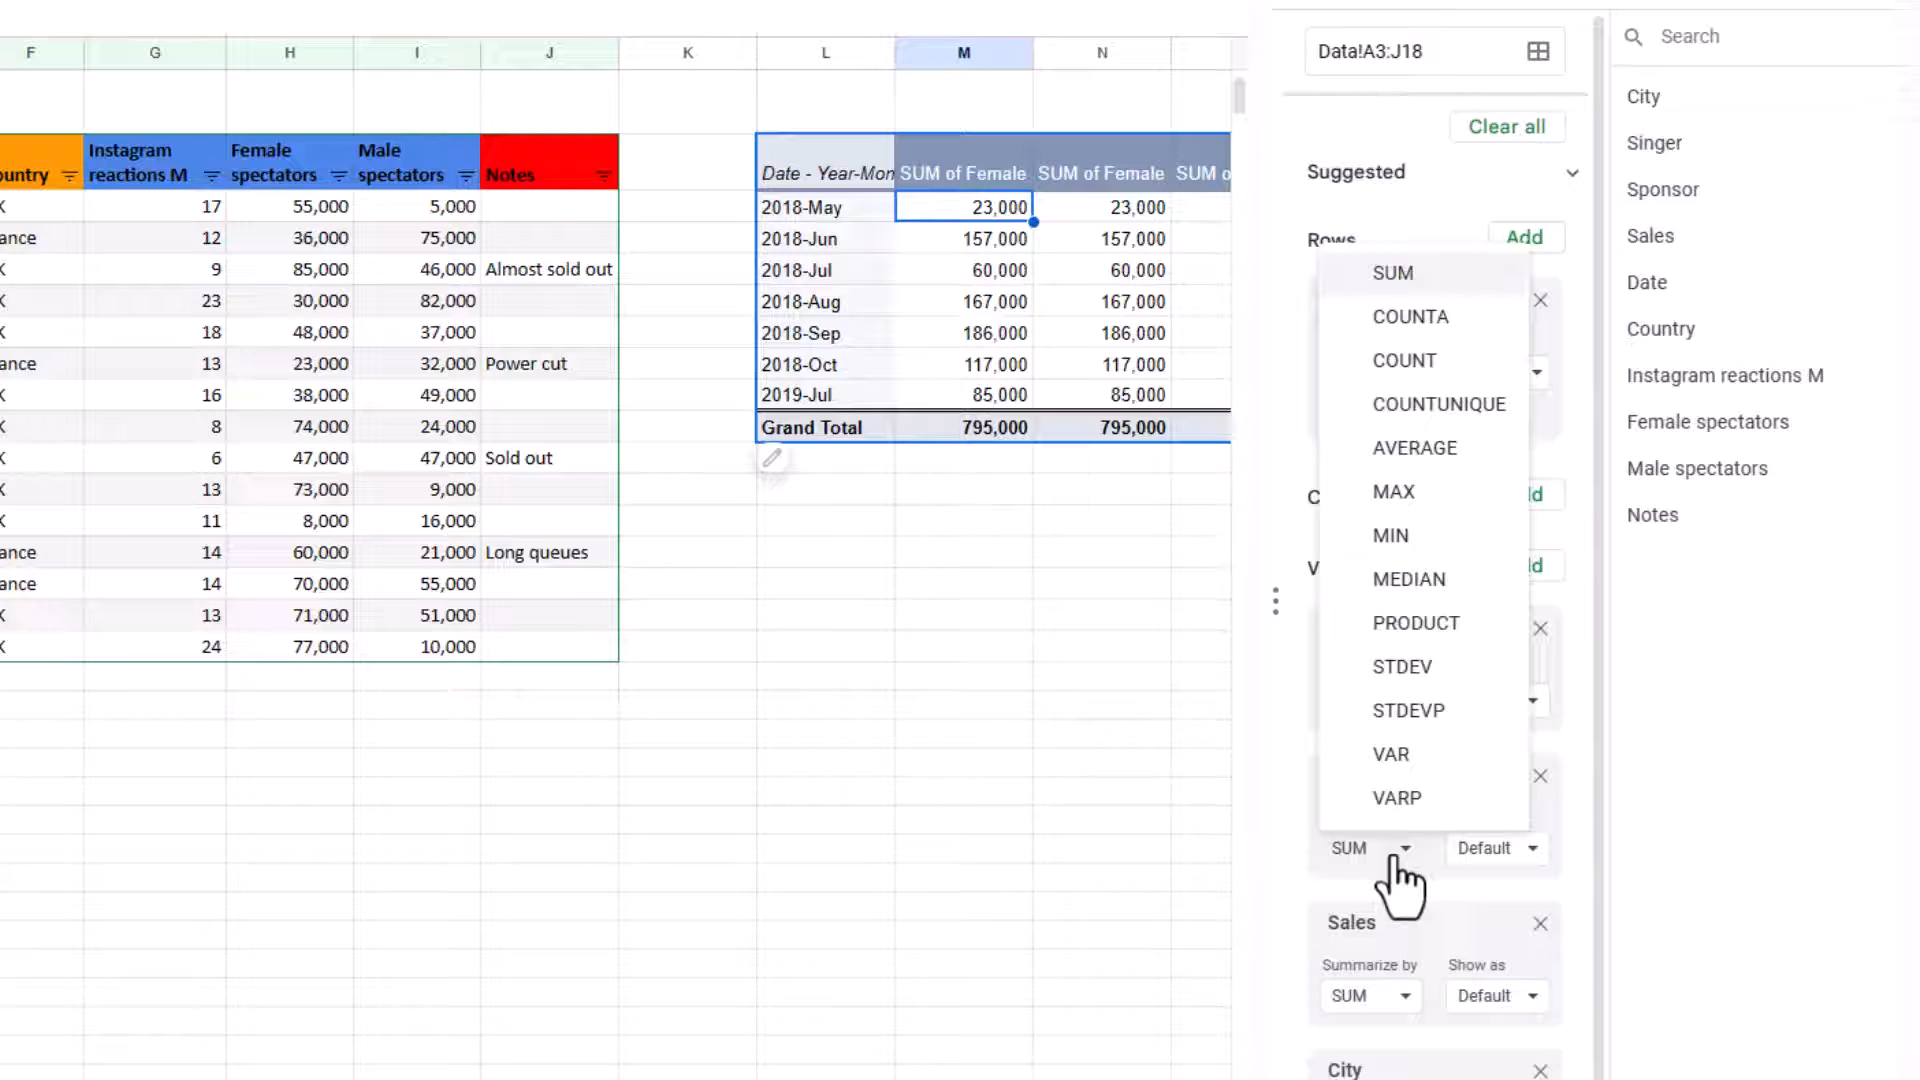 F G H I J K L M N
ountry Instagram reactions M Female spectators Male spectators Notes
K 17 55,000 5,000
ance 12 36,000 75,000
K 9 85,000 46,000 Almost sold out
K 23 30,000 82,000
K 18 48,000 37,000
ance 13 23,000 32,000 Power cut
K 16 38,000 49,000
K 8 74,000 24,000
K 6 47,000 47,000 Sold out
K 13 73,000 9,000
K 11 8,000 16,000
ance 14 60,000 21,000 Long queues
ance 14 70,000 55,000
K 13 71,000 51,000
K 24 77,000 10,000
Date - Year-Mon SUM of Female SUM of Female SUM o
2018-May 23,000 23,000
2018-Jun 157,000 157,000
2018-Jul 60,000 60,000
2018-Aug 167,000 167,000
2018-Sep 186,000 186,000
2018-Oct 117,000 117,000
2019-Jul 85,000 85,000
Grand Total 795,000 795,000
Data!A3:J18
Clear all
Suggested
Rows Add
SUM
COUNTA
COUNT
COUNTUNIQUE
AVERAGE
MAX
MIN
MEDIAN
PRODUCT
STDEV
STDEVP
VAR
VARP
C dd
V dd
SUM Default
Sales
Summarize by Show as
SUM Default
City
Search
City
Singer
Sponsor
Sales
Date
Country
Instagram reactions M
Female spectators
Male spectators
Notes